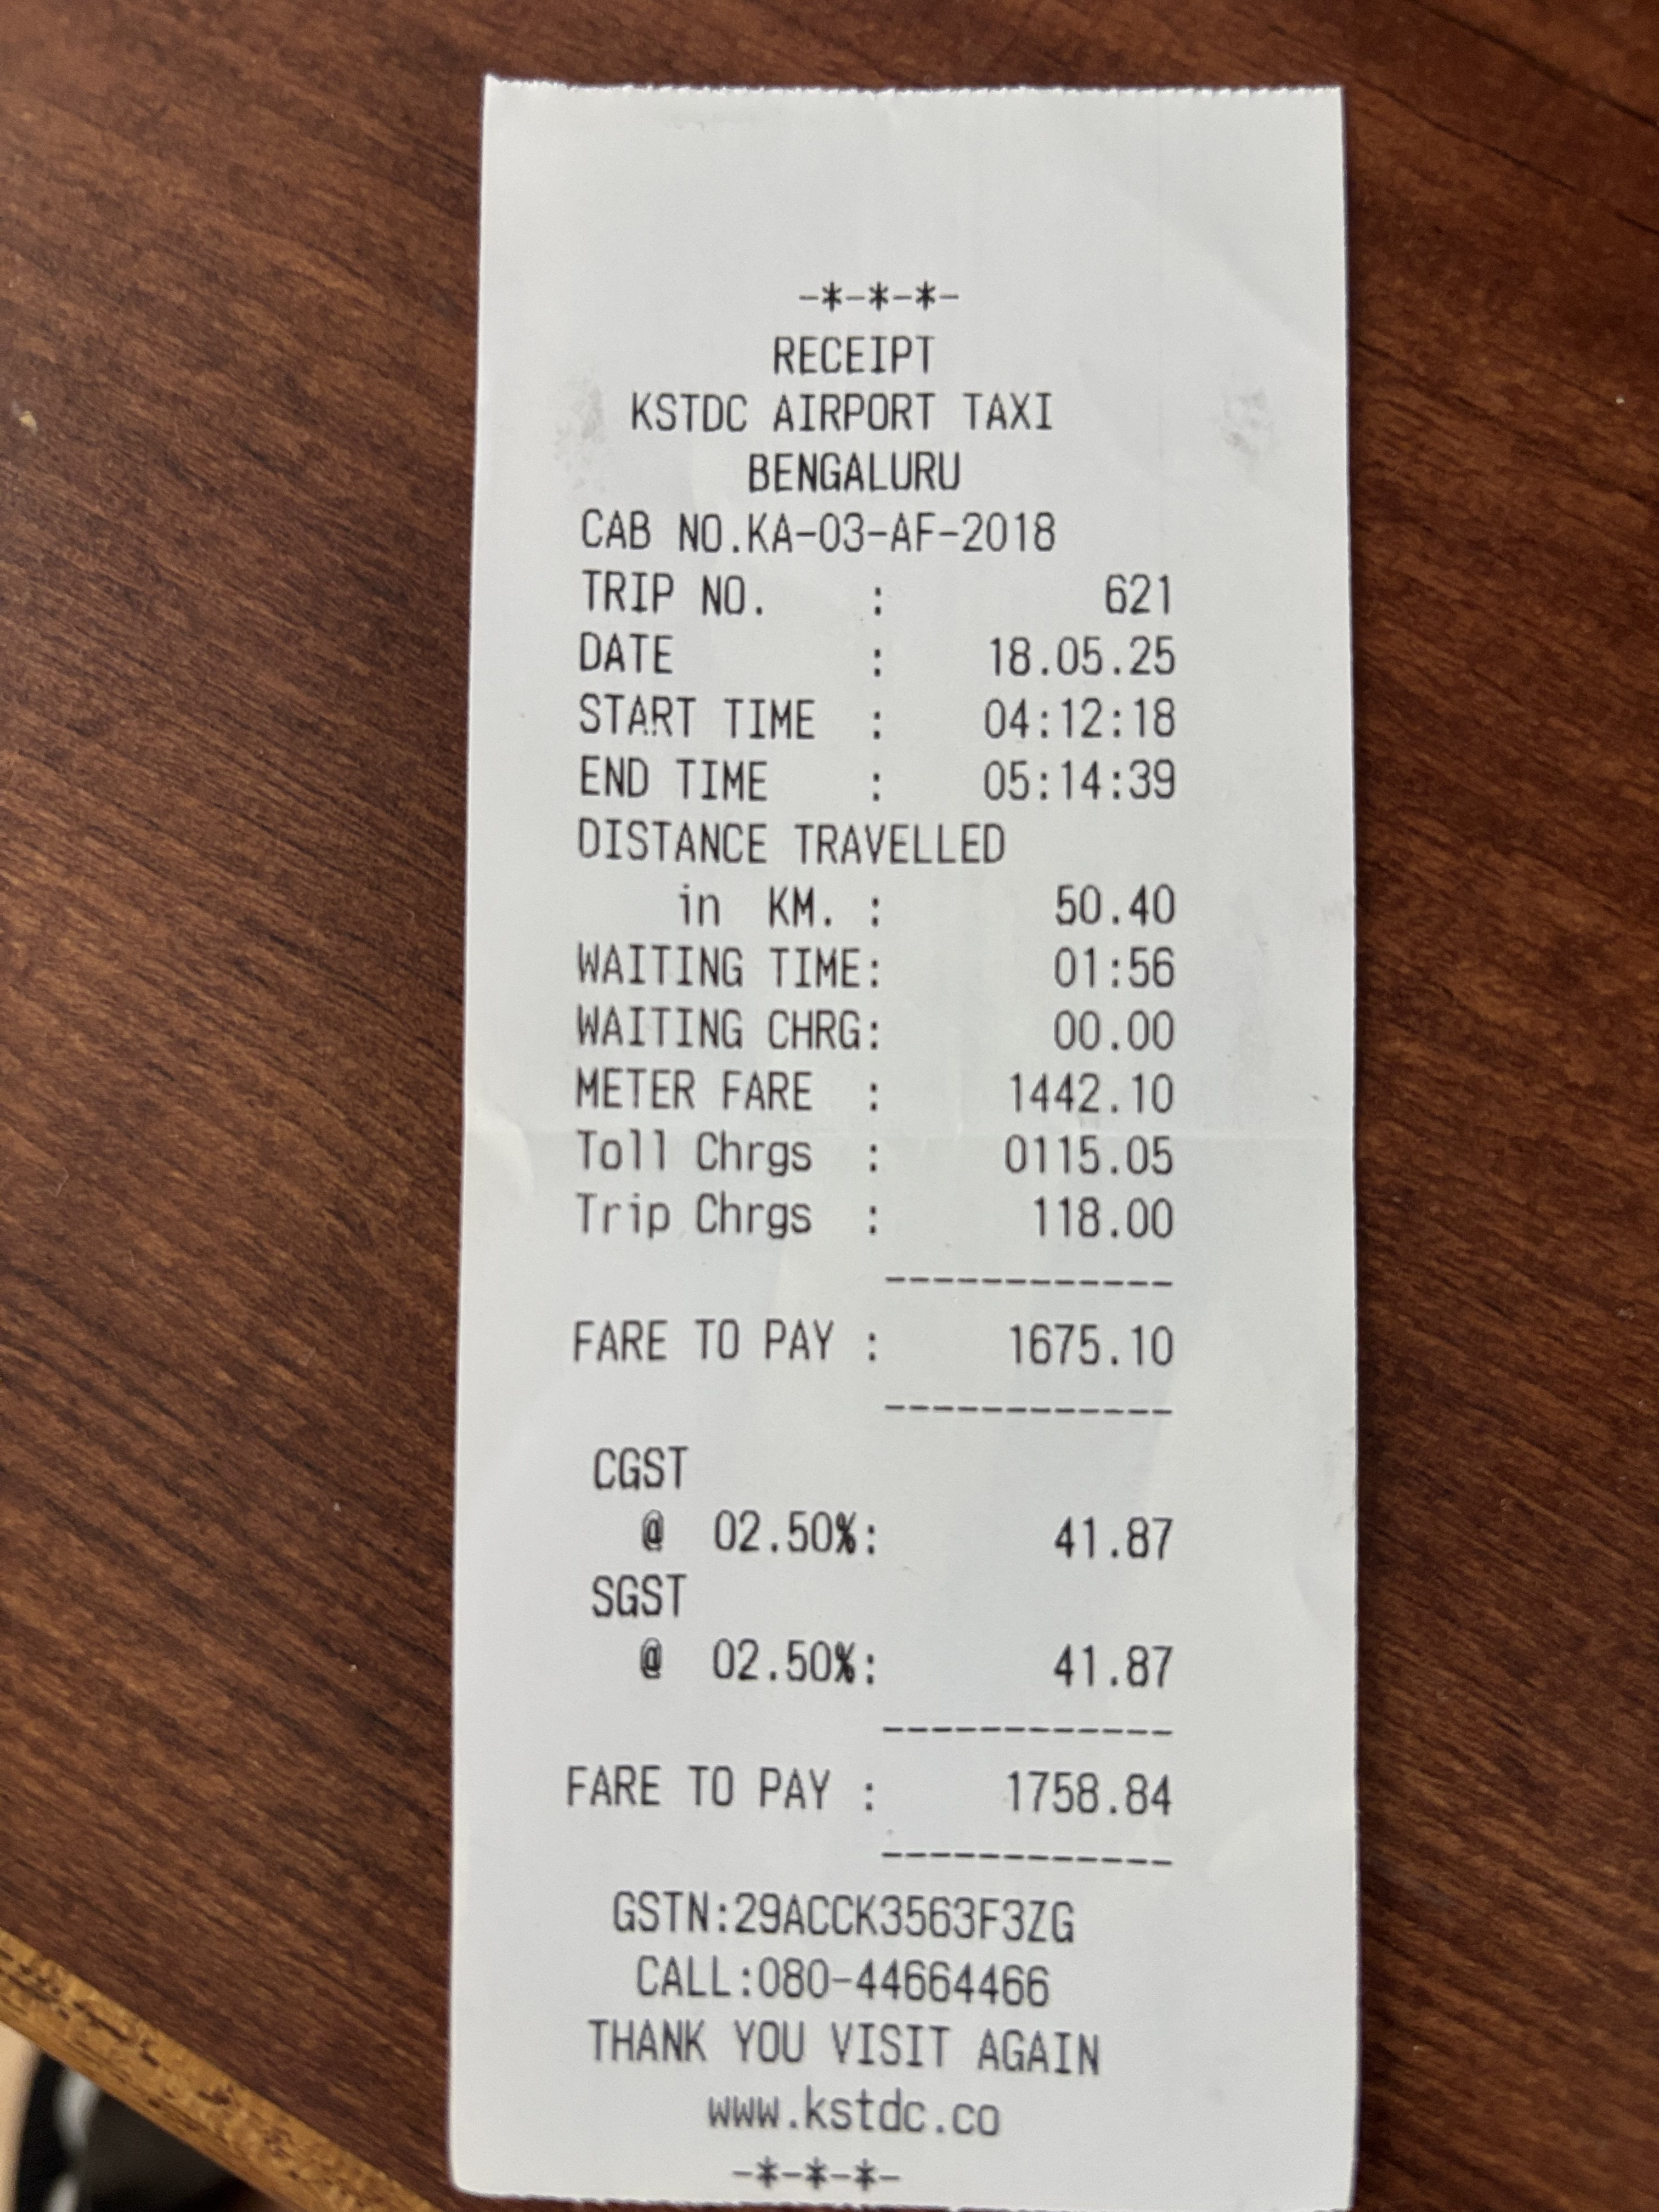 -*-*-*-
RECEIPT
KSTDC AIRPORT TAXI
BENGALURU
CAB NO.KA-03-AF-2018
TRIP NO. : 621
DATE : 18.05.25
START TIME : 04:12:18
END TIME : 05:14:39
DISTANCE TRAVELLED
in KM. : 50.40
WAITING TIME: 01:56
WAITING CHRG: 00.00
METER FARE : 1442.10
Toll Chrgs : 0115.05
Trip Chrgs : 118.00
------------
FARE TO PAY : 1675.10
------------
CGST
@ 02.50%: 41.87
SGST
@ 02.50%: 41.87
------------
FARE TO PAY : 1758.84
------------
GSTN:29ACCK3563F3ZG
CALL:080-44664466
THANK YOU VISIT AGAIN
www.kstdc.co
-*-*-*-